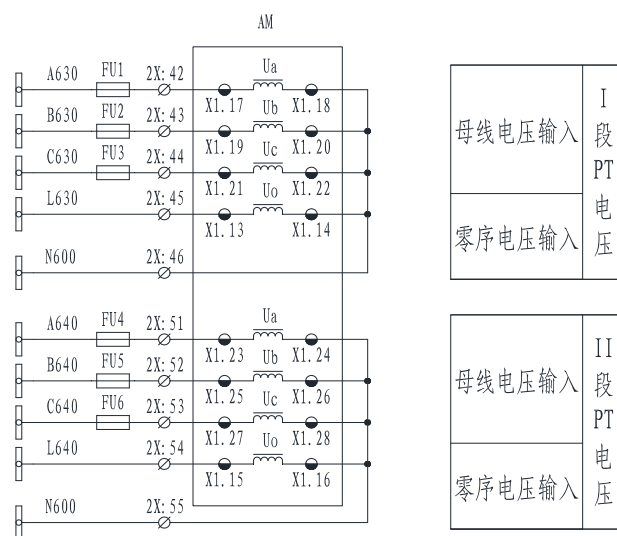 AM
A630 FU1 2X:42 Ua
X1.17 X1.18
B630 FU2 2X:43 Ub
X1.19 X1.20
C630 FU3 2X:44 Uc
X1.21 X1.22
L630 2X:45 Uo
X1.13 X1.14
N600 2X:46
母线电压输入
零序电压输入
I
段
PT
电
压
A640 FU4 2X:51 Ua
X1.23 X1.24
B640 FU5 2X:52 Ub
X1.25 X1.26
C640 FU6 2X:53 Uc
X1.27 X1.28
L640 2X:54 Uo
X1.15 X1.16
N600 2X:55
母线电压输入
零序电压输入
II
段
PT
电
压